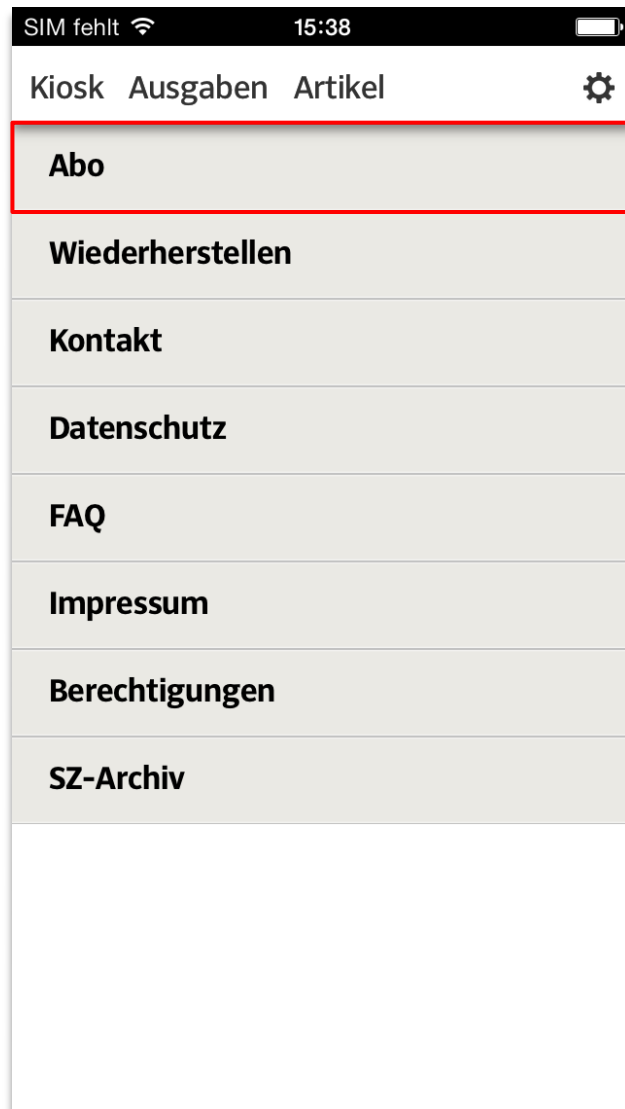 SIM fehlt 15:38
Kiosk Ausgaben Artikel
Abo
Wiederherstellen
Kontakt
Datenschutz
FAQ
Impressum
Berechtigungen
SZ-Archiv